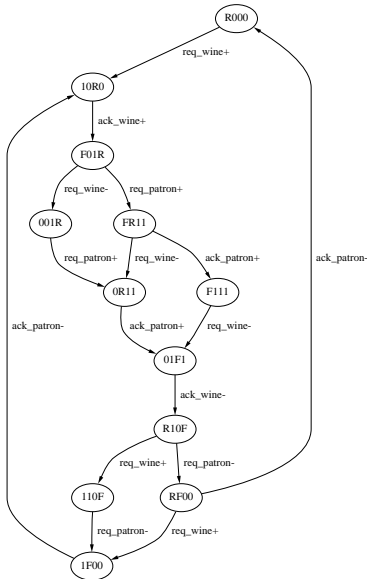 R000
req_wine+
10R0
ack_wine+
F01R
req_wine- req_patron+
001R FR11
req_patron+ req_wine- ack_patron+ ack_patron-
0R11 F111
ack_patron- ack_patron+ req_wine-
01F1
ack_wine-
R10F
req_wine+ req_patron-
110F RF00
req_patron- req_wine+
1F00